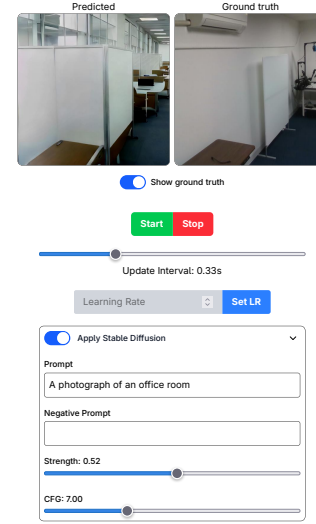 Predicted
Ground truth
Show ground truth
Start
Stop
Update Interval: 0.33s
Learning Rate
Set LR
Apply Stable Diffusion
Prompt
A photograph of an office room
Negative Prompt
Strength: 0.52
CFG: 7.00